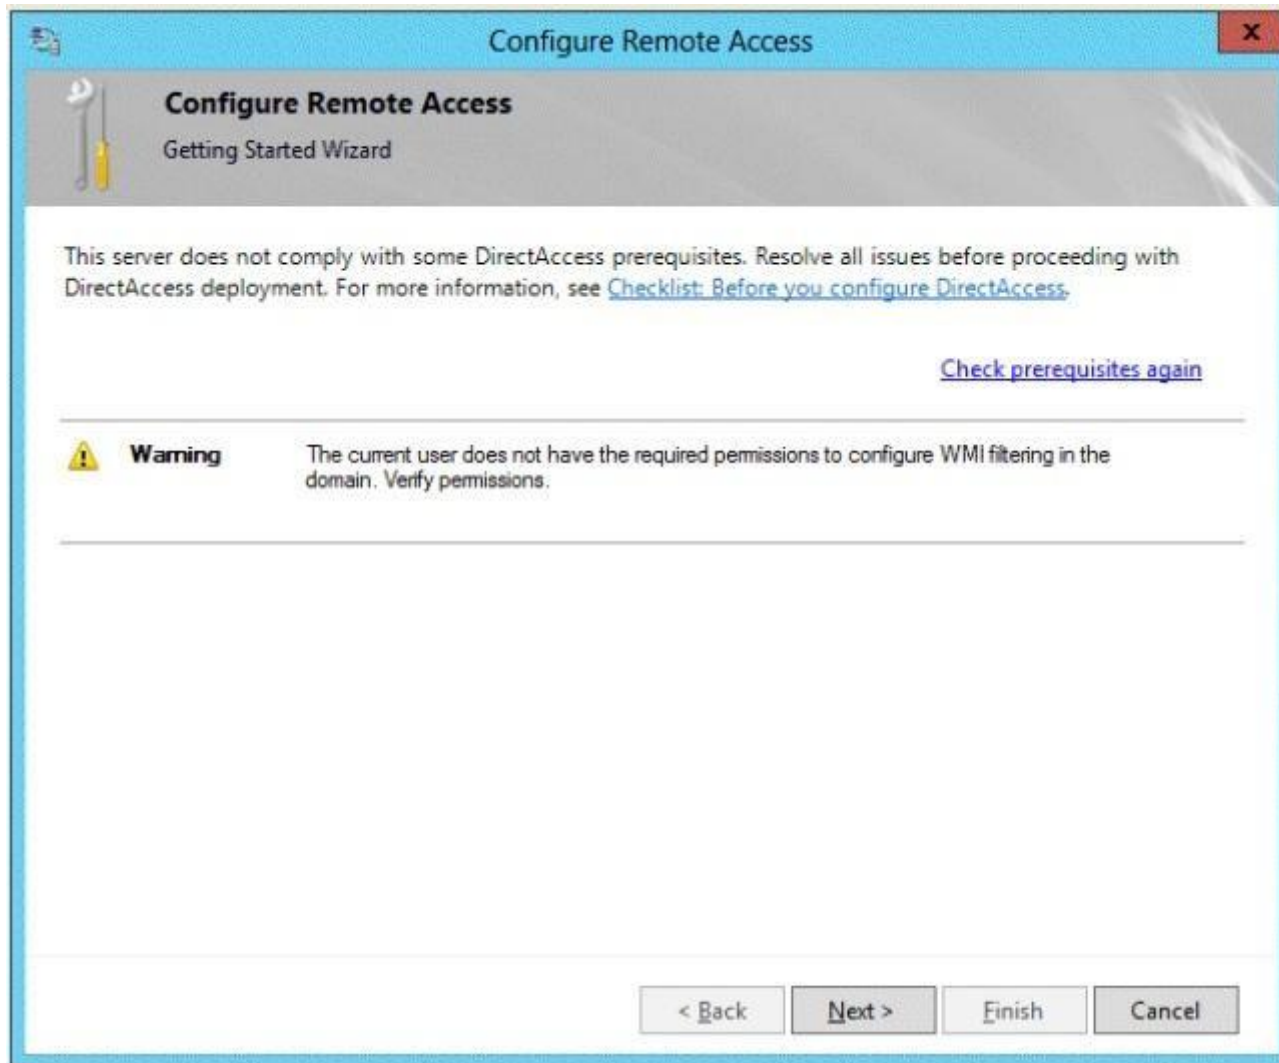 Configure Remote Access
x
Configure Remote Access
Getting Started Wizard
This server does not comply with some DirectAccess prerequisites. Resolve all issues before proceeding with
DirectAccess deployment. For more information, see Checklist: Before you configure DirectAccess.
Check prerequisites again
Warning
The current user does not have the required permissions to configure WMI filtering in the
domain. Verify permissions.
< Back
Next >
Finish
Cancel